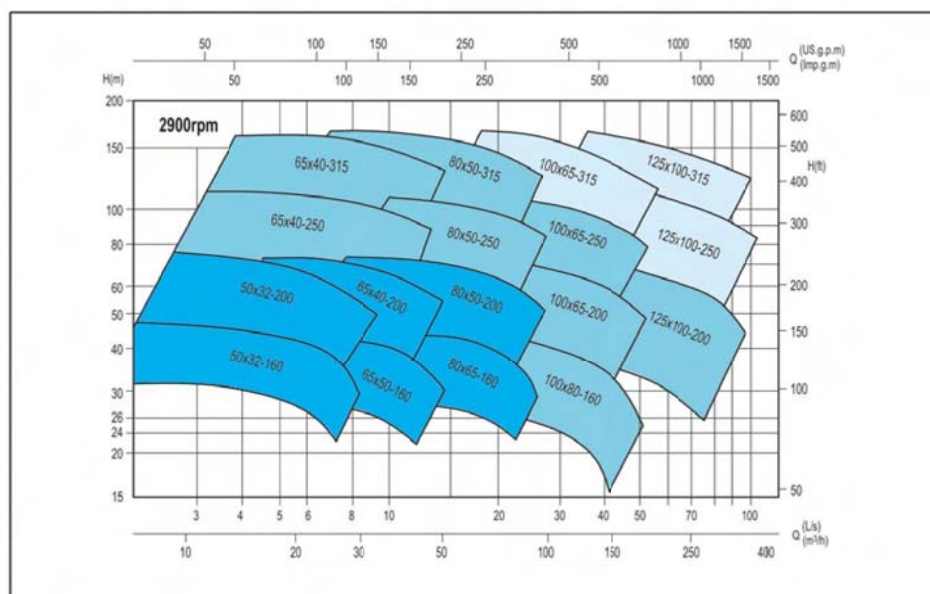 50 100 150 250 500 1000 1500 Q (US.g.p.m)
H(m) 50 100 150 250 500 1000 1500 (Imp.g.m)
200
2900rpm
600
150
65x40-315
80x50-315
100x65-315
125x100-315
500
H(ft)
400
100
65x40-250
80x50-250
100x65-250
125x100-250
300
80
60
50x32-200
65x40-200
80x50-200
100x65-200
125x100-200
200
50
150
40
50x32-160
65x50-160
80x65-160
100x80-160
30
100
26
24
20
15
50
3 4 5 6 8 10 20 30 40 50 70 100 Q (L/s)
10 20 30 50 100 150 250 400 (m³/h)